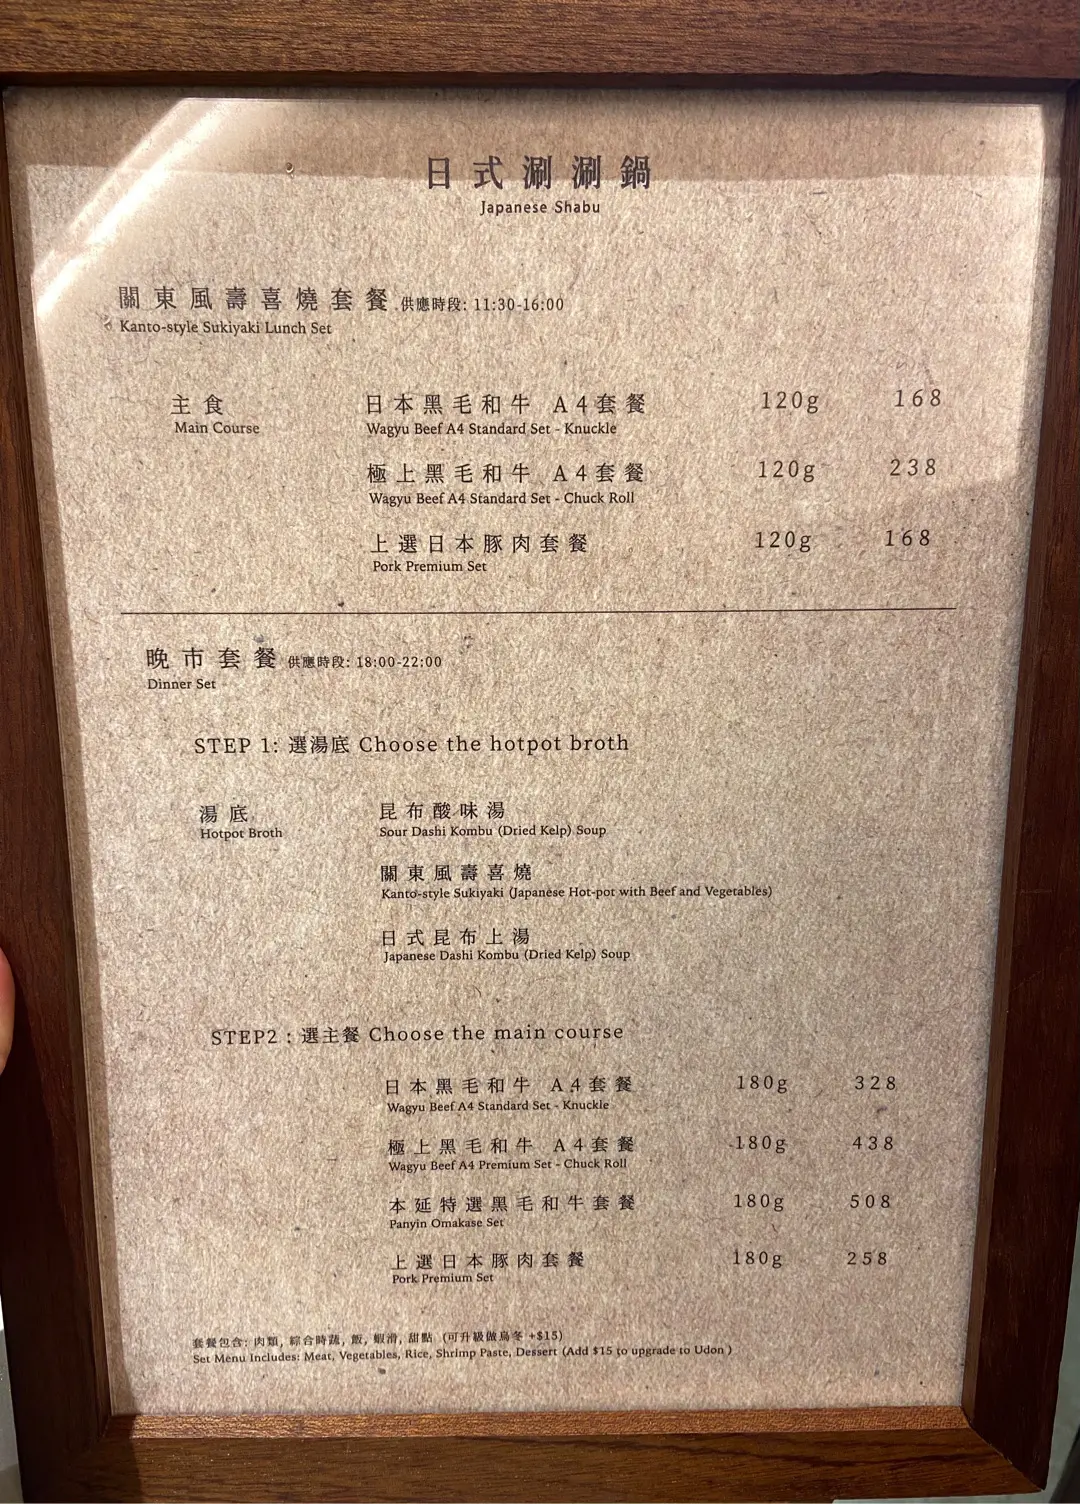 日式涮涮鍋
Japanese Shabu
關東風壽喜燒套餐 供應時段: 11:30-16:00
Kanto-style Sukiyaki Lunch Set
主食 日本黑毛和牛 A4套餐 120g 168
Main Course Wagyu Beef A4 Standard Set - Knuckle
極上黑毛和牛 A4套餐 120g 238
Wagyu Beef A4 Standard Set - Chuck Roll
上選日本豚肉套餐 120g 168
Pork Premium Set
晚市套餐 供應時段: 18:00-22:00
Dinner Set
STEP 1: 選湯底 Choose the hotpot broth
湯底 昆布酸味湯
Hotpot Broth Sour Dashi Kombu (Dried Kelp) Soup
關東風壽喜燒
Kanto-style Sukiyaki (Japanese Hot-pot with Beef and Vegetables)
日式昆布上湯
Japanese Dashi Kombu (Dried Kelp) Soup
STEP2 : 選主餐 Choose the main course
日本黑毛和牛 A4套餐 180g 328
Wagyu Beef A4 Standard Set - Knuckle
極上黑毛和牛 A4套餐 180g 438
Wagyu Beef A4 Premium Set - Chuck Roll
本延特選黑毛和牛套餐 180g 508
Panyin Omakase Set
上選日本豚肉套餐 180g 258
Pork Premium Set
套餐包含: 肉類, 綜合時蔬, 飯, 蝦滑, 甜點 (可升級做烏冬 +$15)
Set Menu Includes: Meat, Vegetables, Rice, Shrimp Paste, Dessert (Add $15 to upgrade to Udon )